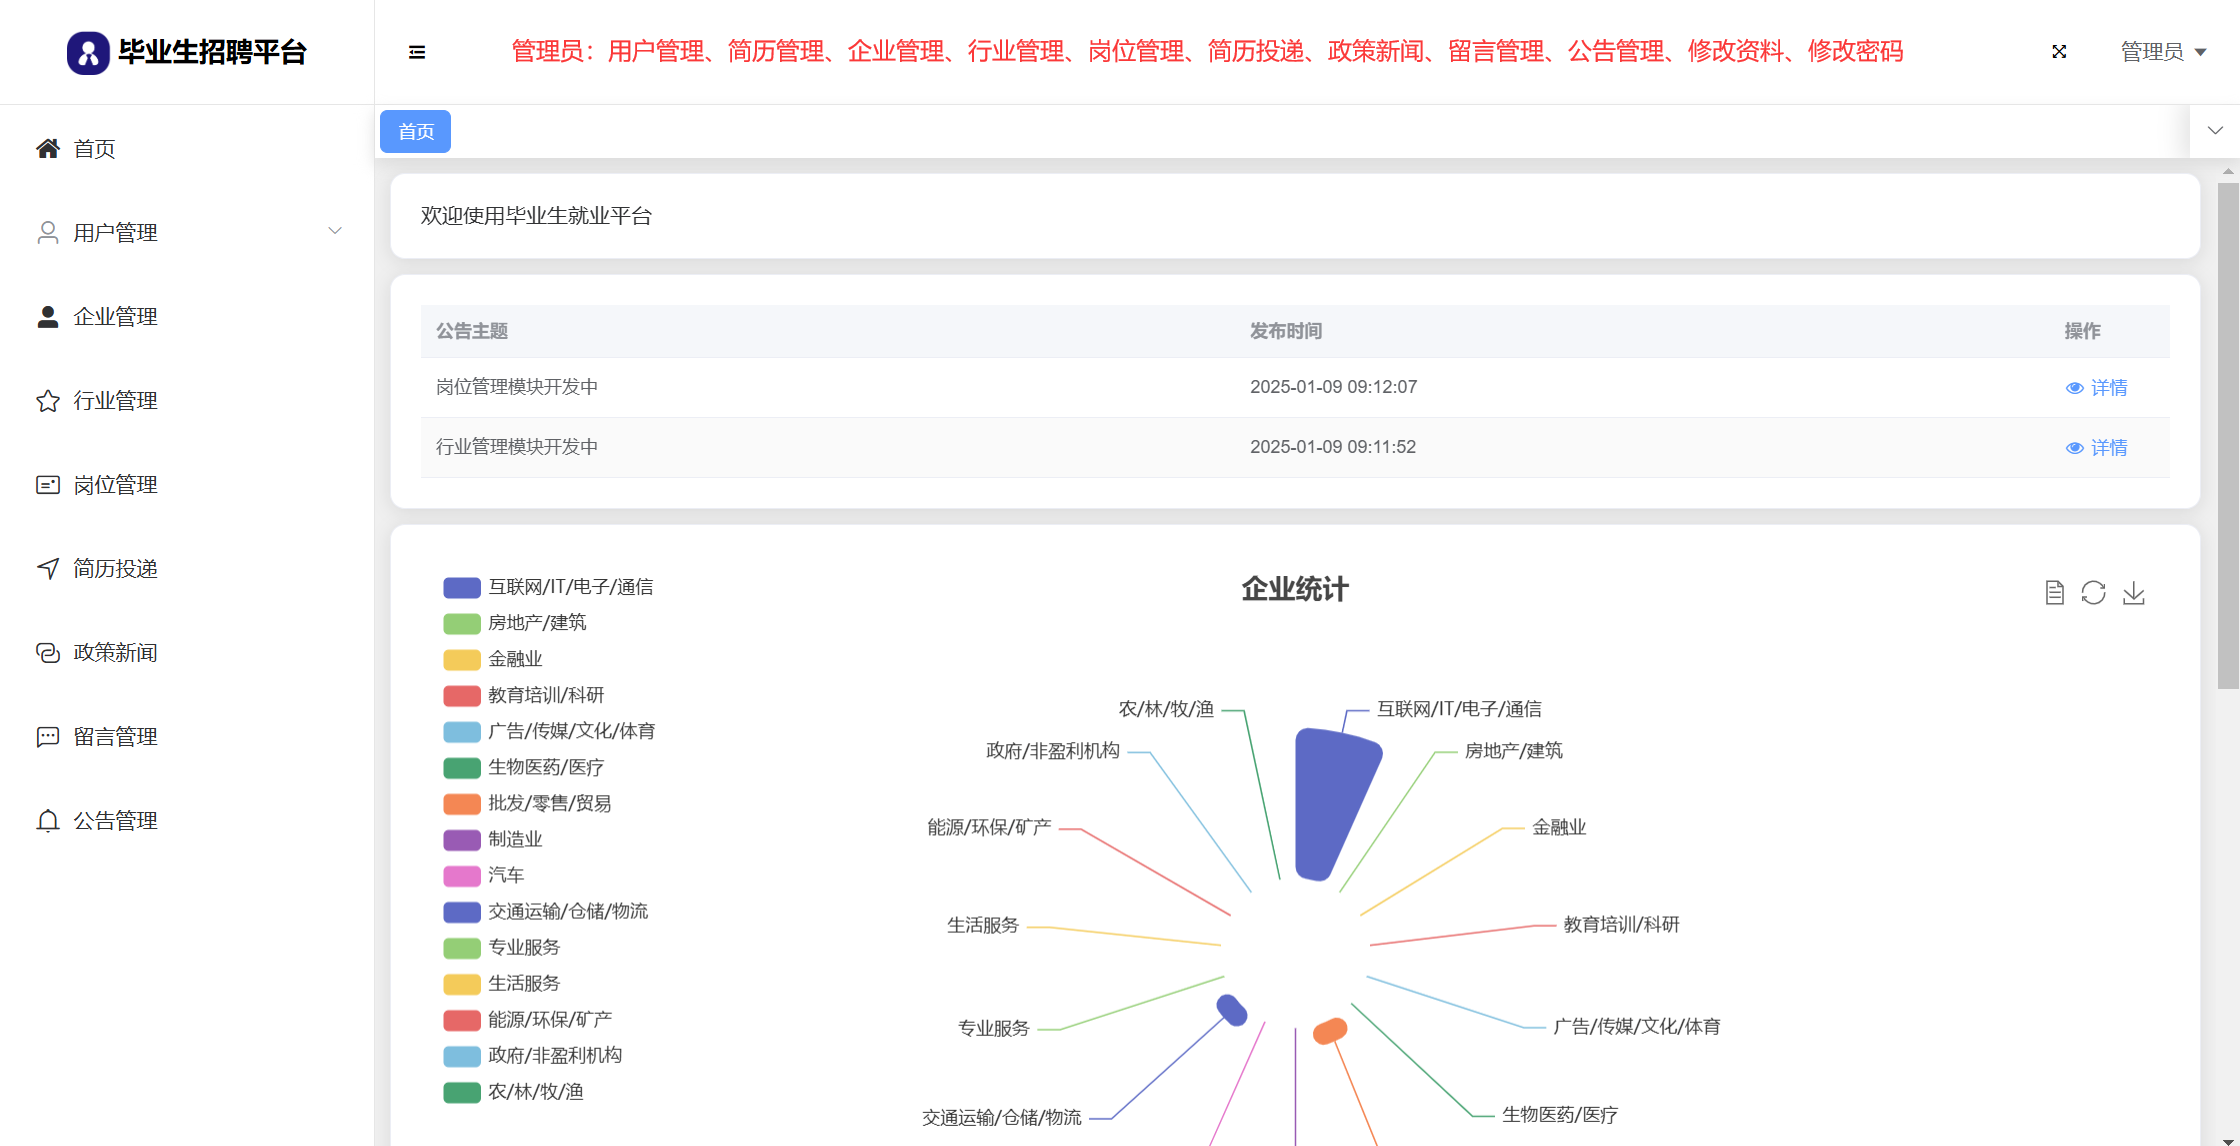 毕业生招聘平台
管理员：用户管理、简历管理、企业管理、行业管理、岗位管理、简历投递、政策新闻、留言管理、公告管理、修改资料、修改密码
管理员
首页
用户管理
企业管理
行业管理
岗位管理
简历投递
政策新闻
留言管理
公告管理
首页
欢迎使用毕业生就业平台
公告主题 发布时间 操作
岗位管理模块开发中 2025-01-09 09:12:07 详情
行业管理模块开发中 2025-01-09 09:11:52 详情
企业统计
互联网/IT/电子/通信
房地产/建筑
金融业
教育培训/科研
广告/传媒/文化/体育
生物医药/医疗
批发/零售/贸易
制造业
汽车
交通运输/仓储/物流
专业服务
生活服务
能源/环保/矿产
政府/非盈利机构
农/林/牧/渔
农/林/牧/渔
互联网/IT/电子/通信
政府/非盈利机构
房地产/建筑
能源/环保/矿产
金融业
生活服务
教育培训/科研
专业服务
广告/传媒/文化/体育
交通运输/仓储/物流
生物医药/医疗